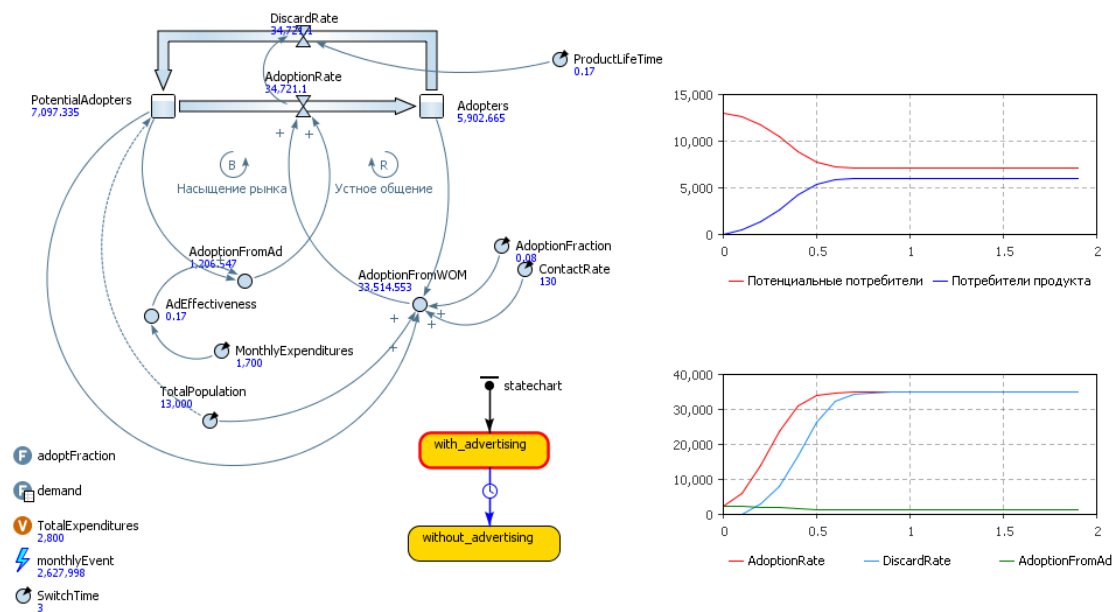 DiscardRate
34,721.1
ProductLifeTime
0.17
AdoptionRate
34,721.1
PotentialAdopters
7,097.335
Adopters
5,902.665
+
+
B
R
Насыщение рынка
Устное общение
AdoptionFromAd
1,206.547
AdoptionFraction
0.08
ContactRate
130
AdoptionFromWOM
33,514.553
AdEffectiveness
0.17
+
+
+
+
MonthlyExpenditures
1,700
TotalPopulation
13,000
statechart
with_advertising
without_advertising
F adoptFraction
F demand
V TotalExpenditures
2,800
monthlyEvent
2,627,998
SwitchTime
3
15,000
10,000
5,000
0
0 0.5 1 1.5 2
Потенциальные потребители Потребители продукта
40,000
30,000
20,000
10,000
0
0 0.5 1 1.5 2
AdoptionRate DiscardRate AdoptionFromAd